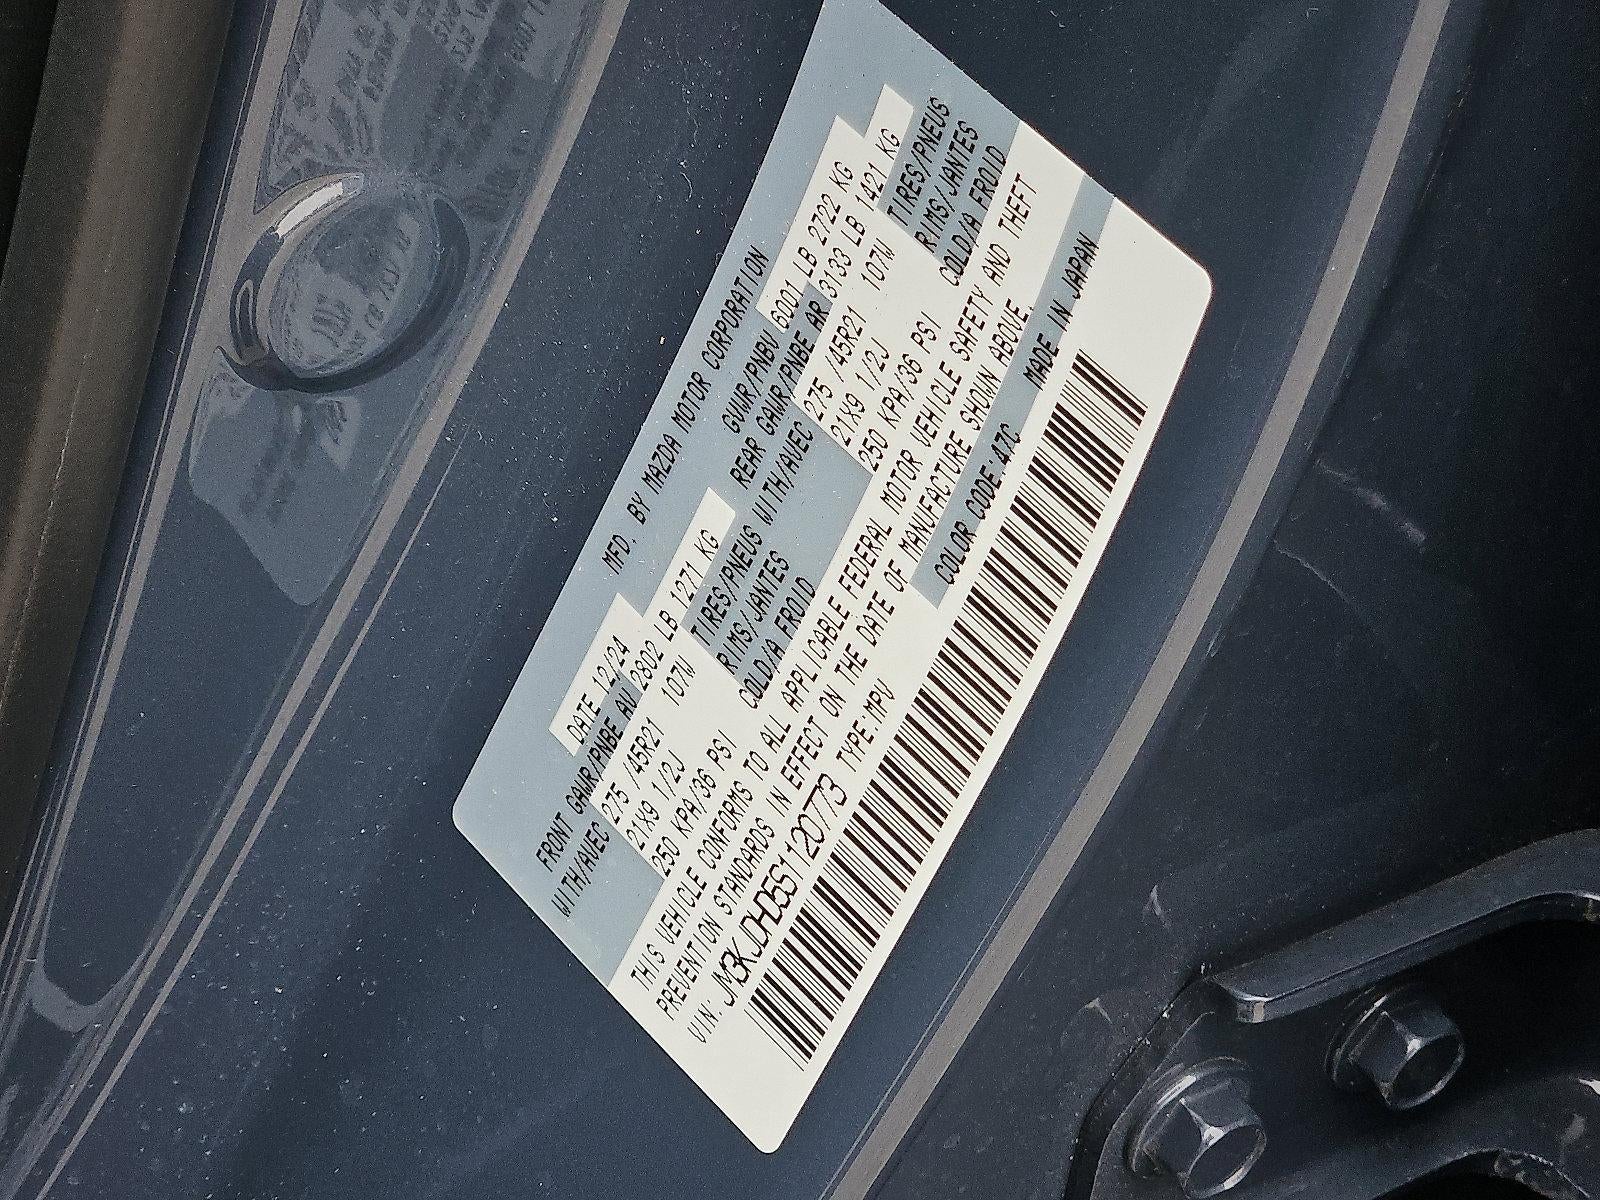 MFD. BY MAZDA MOTOR CORPORATION
DATE 12/24 GVWR/PNBV 6001 LB 2722 KG
FRONT GAWR/PNBE AV 2802 LB 1271 KG REAR GAWR/PNBE AR 3133 LB 1421 KG
WITH/AVEC 275 /45R21 107W TIRES/PNEUS WITH/AVEC 275 /45R21 107W TIRES/PNEUS
21X9 1/2J RIMS/JANTES 21X9 1/2J RIMS/JANTES
250 KPA/36 PSI COLD/A FROID 250 KPA/36 PSI COLD/A FROID
THIS VEHICLE CONFORMS TO ALL APPLICABLE FEDERAL MOTOR VEHICLE SAFETY AND THEFT
PREVENTION STANDARDS IN EFFECT ON THE DATE OF MANUFACTURE SHOWN ABOVE.
VIN: JM3KJDHD5S1120773 TYPE:MPV COLOR CODE:47C MADE IN JAPAN